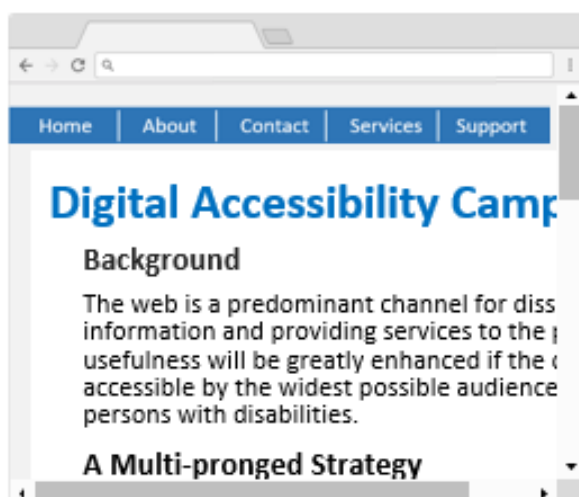 Home About Contact Services Support
Digital Accessibility Camp
Background
The web is a predominant channel for diss
information and providing services to the
usefulness will be greatly enhanced if the
accessible by the widest possible audience
persons with disabilities.
A Multi-pronged Strategy